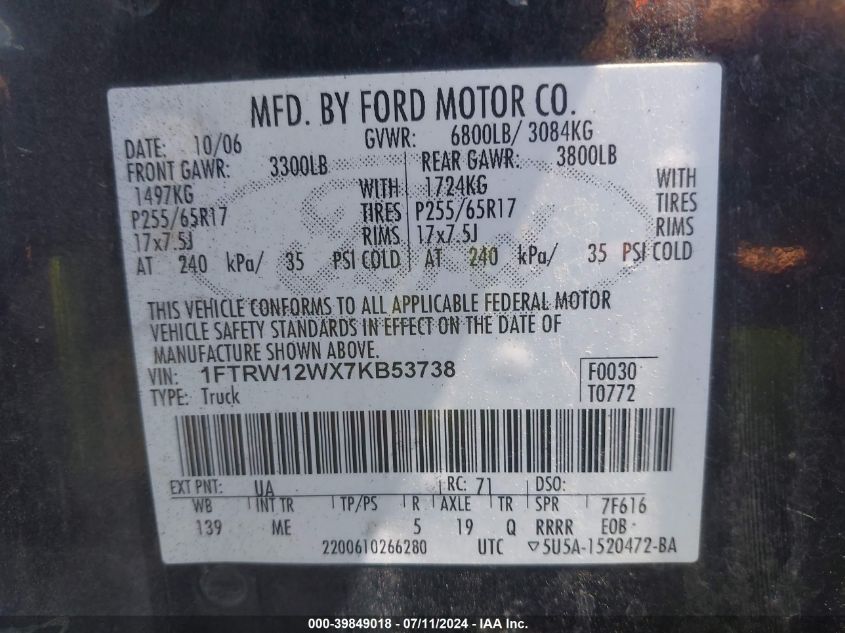 MFD. BY FORD MOTOR CO.
DATE: 10/06 GVWR: 6800LB/ 3084KG
FRONT GAWR: 3300LB REAR GAWR: 3800LB
1497KG WITH 1724KG WITH
P255/65R17 TIRES P255/65R17 TIRES
17x7.5J RIMS 17x7.5J RIMS
AT 240 kPa/ 35 PSI COLD AT 240 kPa/ 35 PSI COLD
THIS VEHICLE CONFORMS TO ALL APPLICABLE FEDERAL MOTOR
VEHICLE SAFETY STANDARDS IN EFFECT ON THE DATE OF
MANUFACTURE SHOWN ABOVE.
VIN: 1FTRW12WX7KB53738 F0030
TYPE: Truck T0772
EXT PNT: UA RC: 71 DSO:
WB INT TR TP/PS R AXLE TR SPR 7F616
139 ME 5 19 Q RRRR EOB
2200610266280 UTC ▽5U5A-1520472-BA
000-39849018 - 07/11/2024 - IAA Inc.